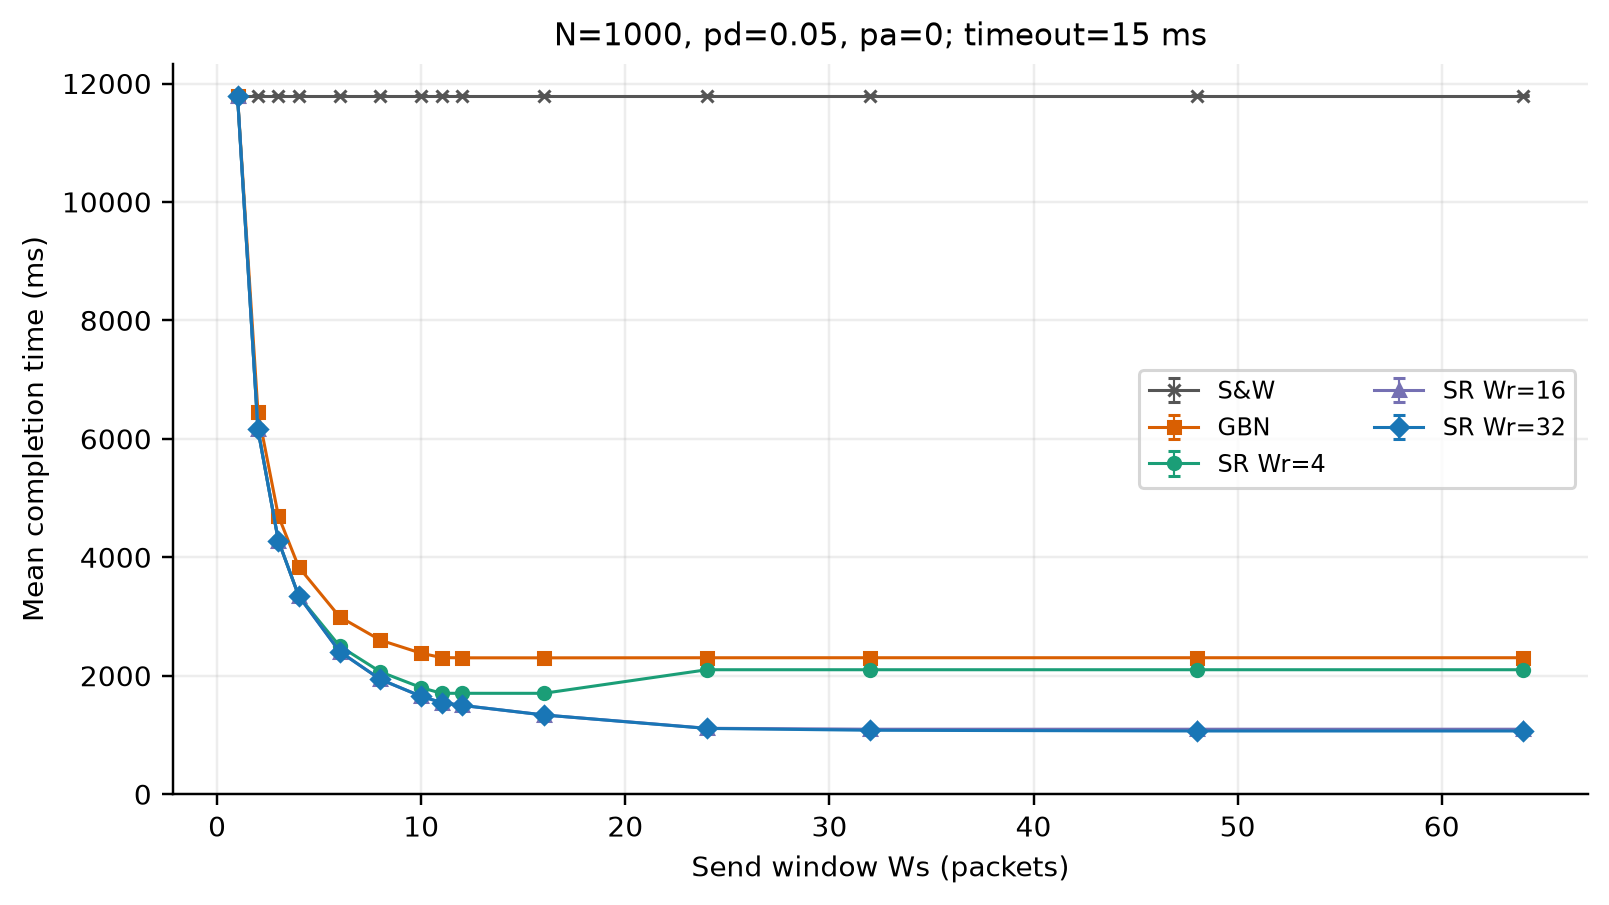 N=1000, pd=0.05, pa=0; timeout=15 ms
Mean completion time (ms)
12000
10000
8000
6000
4000
2000
0
S&W
GBN
SR Wr=4
SR Wr=16
SR Wr=32
0 10 20 30 40 50 60
Send window Ws (packets)